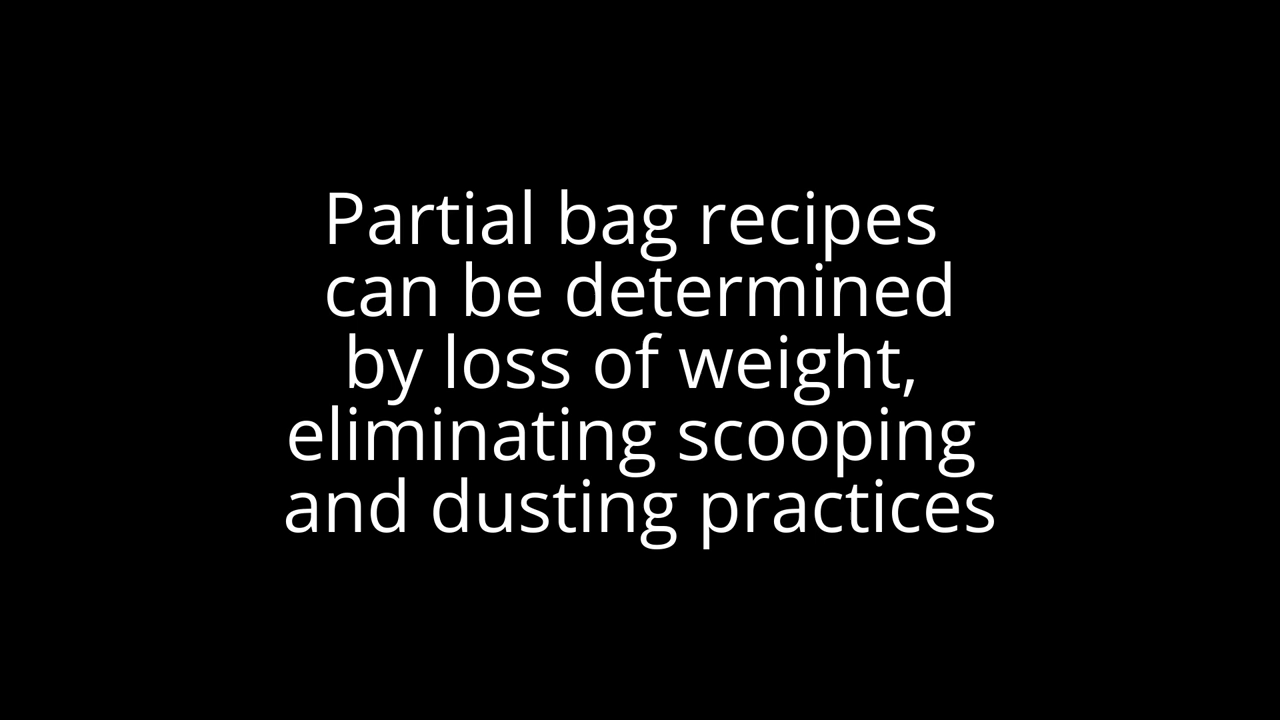 Partial bag recipes
can be determined
by loss of weight,
eliminating scooping
and dusting practices